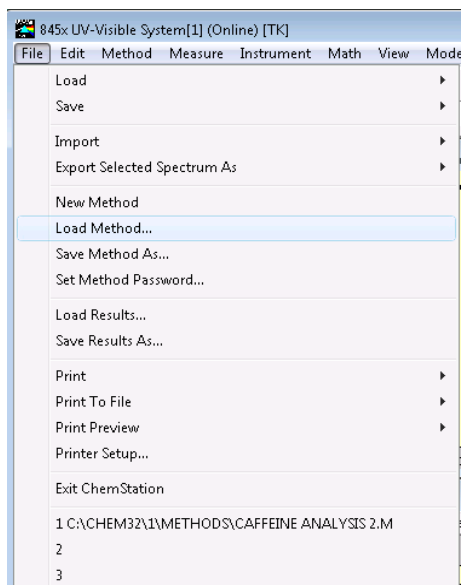 845x UV-Visible System[1] (Online) [TK]
File Edit Method Measure Instrument Math View Mode
Load
Save
Import
Export Selected Spectrum As
New Method
Load Method...
Save Method As...
Set Method Password...
Load Results...
Save Results As...
Print
Print To File
Print Preview
Printer Setup...
Exit ChemStation
1 C:\CHEM32\1\METHODS\CAFFEINE ANALYSIS 2.M
2
3